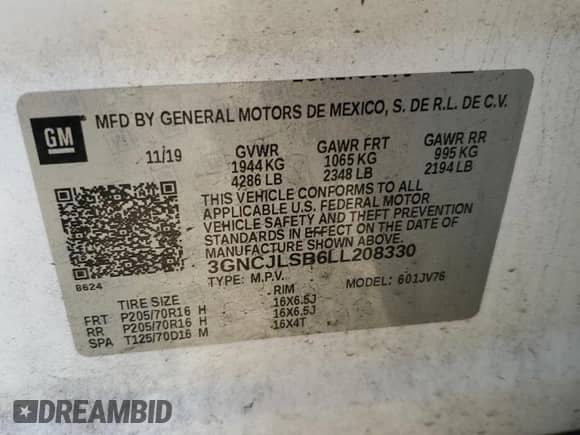 GM
MFD BY GENERAL MOTORS DE MEXICO, S. DE R.L. DE C.V.
11/19 GVWR GAWR FRT GAWR RR
1944 KG 1065 KG 995 KG
4286 LB 2348 LB 2194 LB
THIS VEHICLE CONFORMS TO ALL
APPLICABLE U.S. FEDERAL MOTOR
VEHICLE SAFETY AND THEFT PREVENTION
STANDARDS IN EFFECT ON THE DATE OF
MANUFACTURE SHOWN ABOVE.
3GNCJLSB6LL208330
8624
TYPE: M.P.V. MODEL: 601JV76
TIRE SIZE RIM
FRT P205/70R16 H 16X6.5J
RR P205/70R16 H 16X6.5J
SPA T125/70D16 M 16X4T
DREAMBID